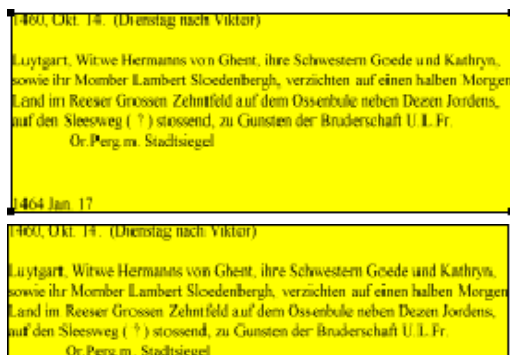 1460, Okt. 14. (Dienstag nach Viktor)
Luytgart, Witwe Hermanns von Ghent, ihre Schwestern Goede und Kathryn,
sowie ihr Momber Lambert Sloedenbergh, verzichten auf einen halben Morgen
Land im Reeser Grossen Zehntfeld auf dem Ossenbule neben Dezen Jordens,
auf den Sleesweg ( ? ) stossend, zu Gunsten der Bruderschaft U.L.Fr.
Or.Perg.m. Stadtsiegel
1464 Jan. 17
1460, Okt. 14. (Dienstag nach Viktor)
Luytgart, Witwe Hermanns von Ghent, ihre Schwestern Goede und Kathryn,
sowie ihr Momber Lambert Sloedenbergh, verzichten auf einen halben Morgen
Land im Reeser Grossen Zehntfeld auf dem Ossenbule neben Dezen Jordens,
auf den Sleesweg ( ? ) stossend, zu Gunsten der Bruderschaft U.L.Fr.
Or.Perg.m. Stadtsiegel